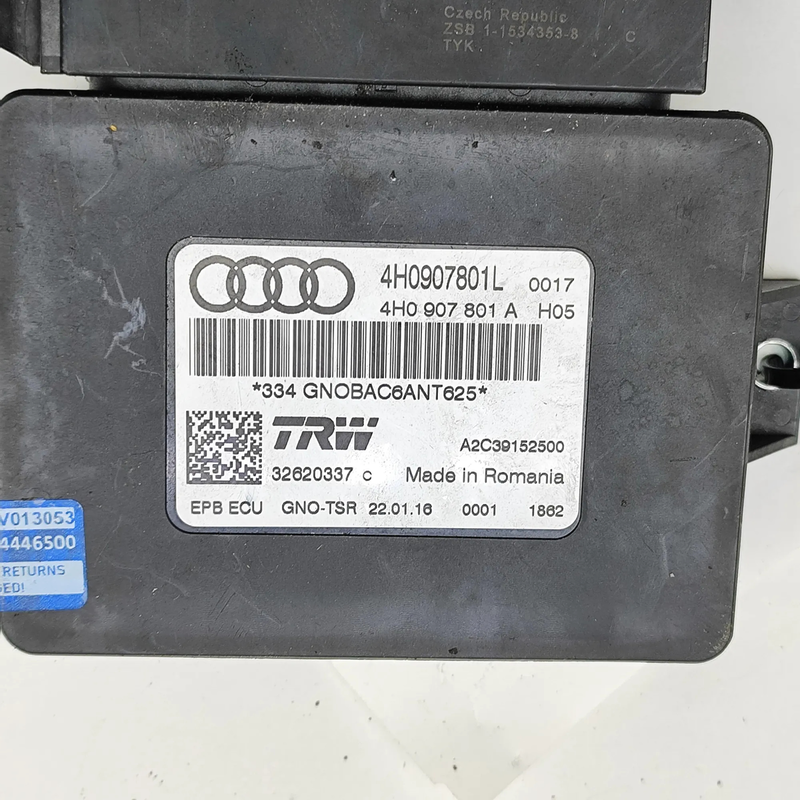 Czech Republic
ZSB 1-1534353-8 C
TYK
4H0907801L 0017
4H0 907 801 A H05
*334 GNOBAC6ANT625*
TRW
A2C39152500
32620337 c Made in Romania
EPB ECU GNO-TSR 22.01.16 0001 1862
V013053
4446500
RETURNS
ED!